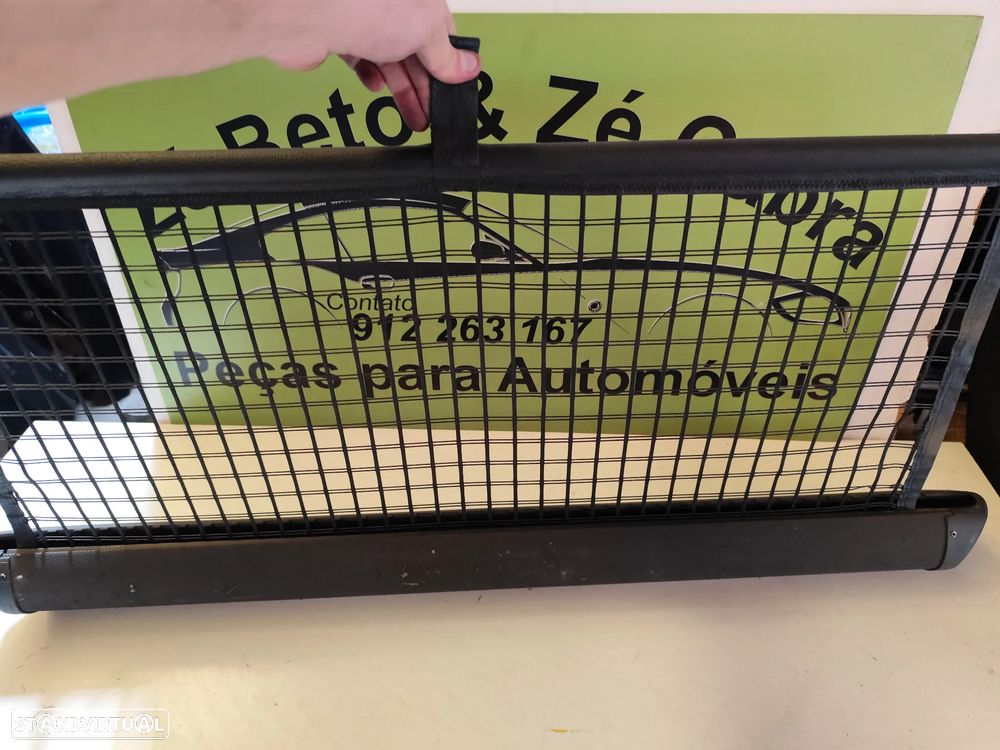 Beto & Zé
Contato
912 263 167
Peças para Automóveis
STANDVIRTUAL